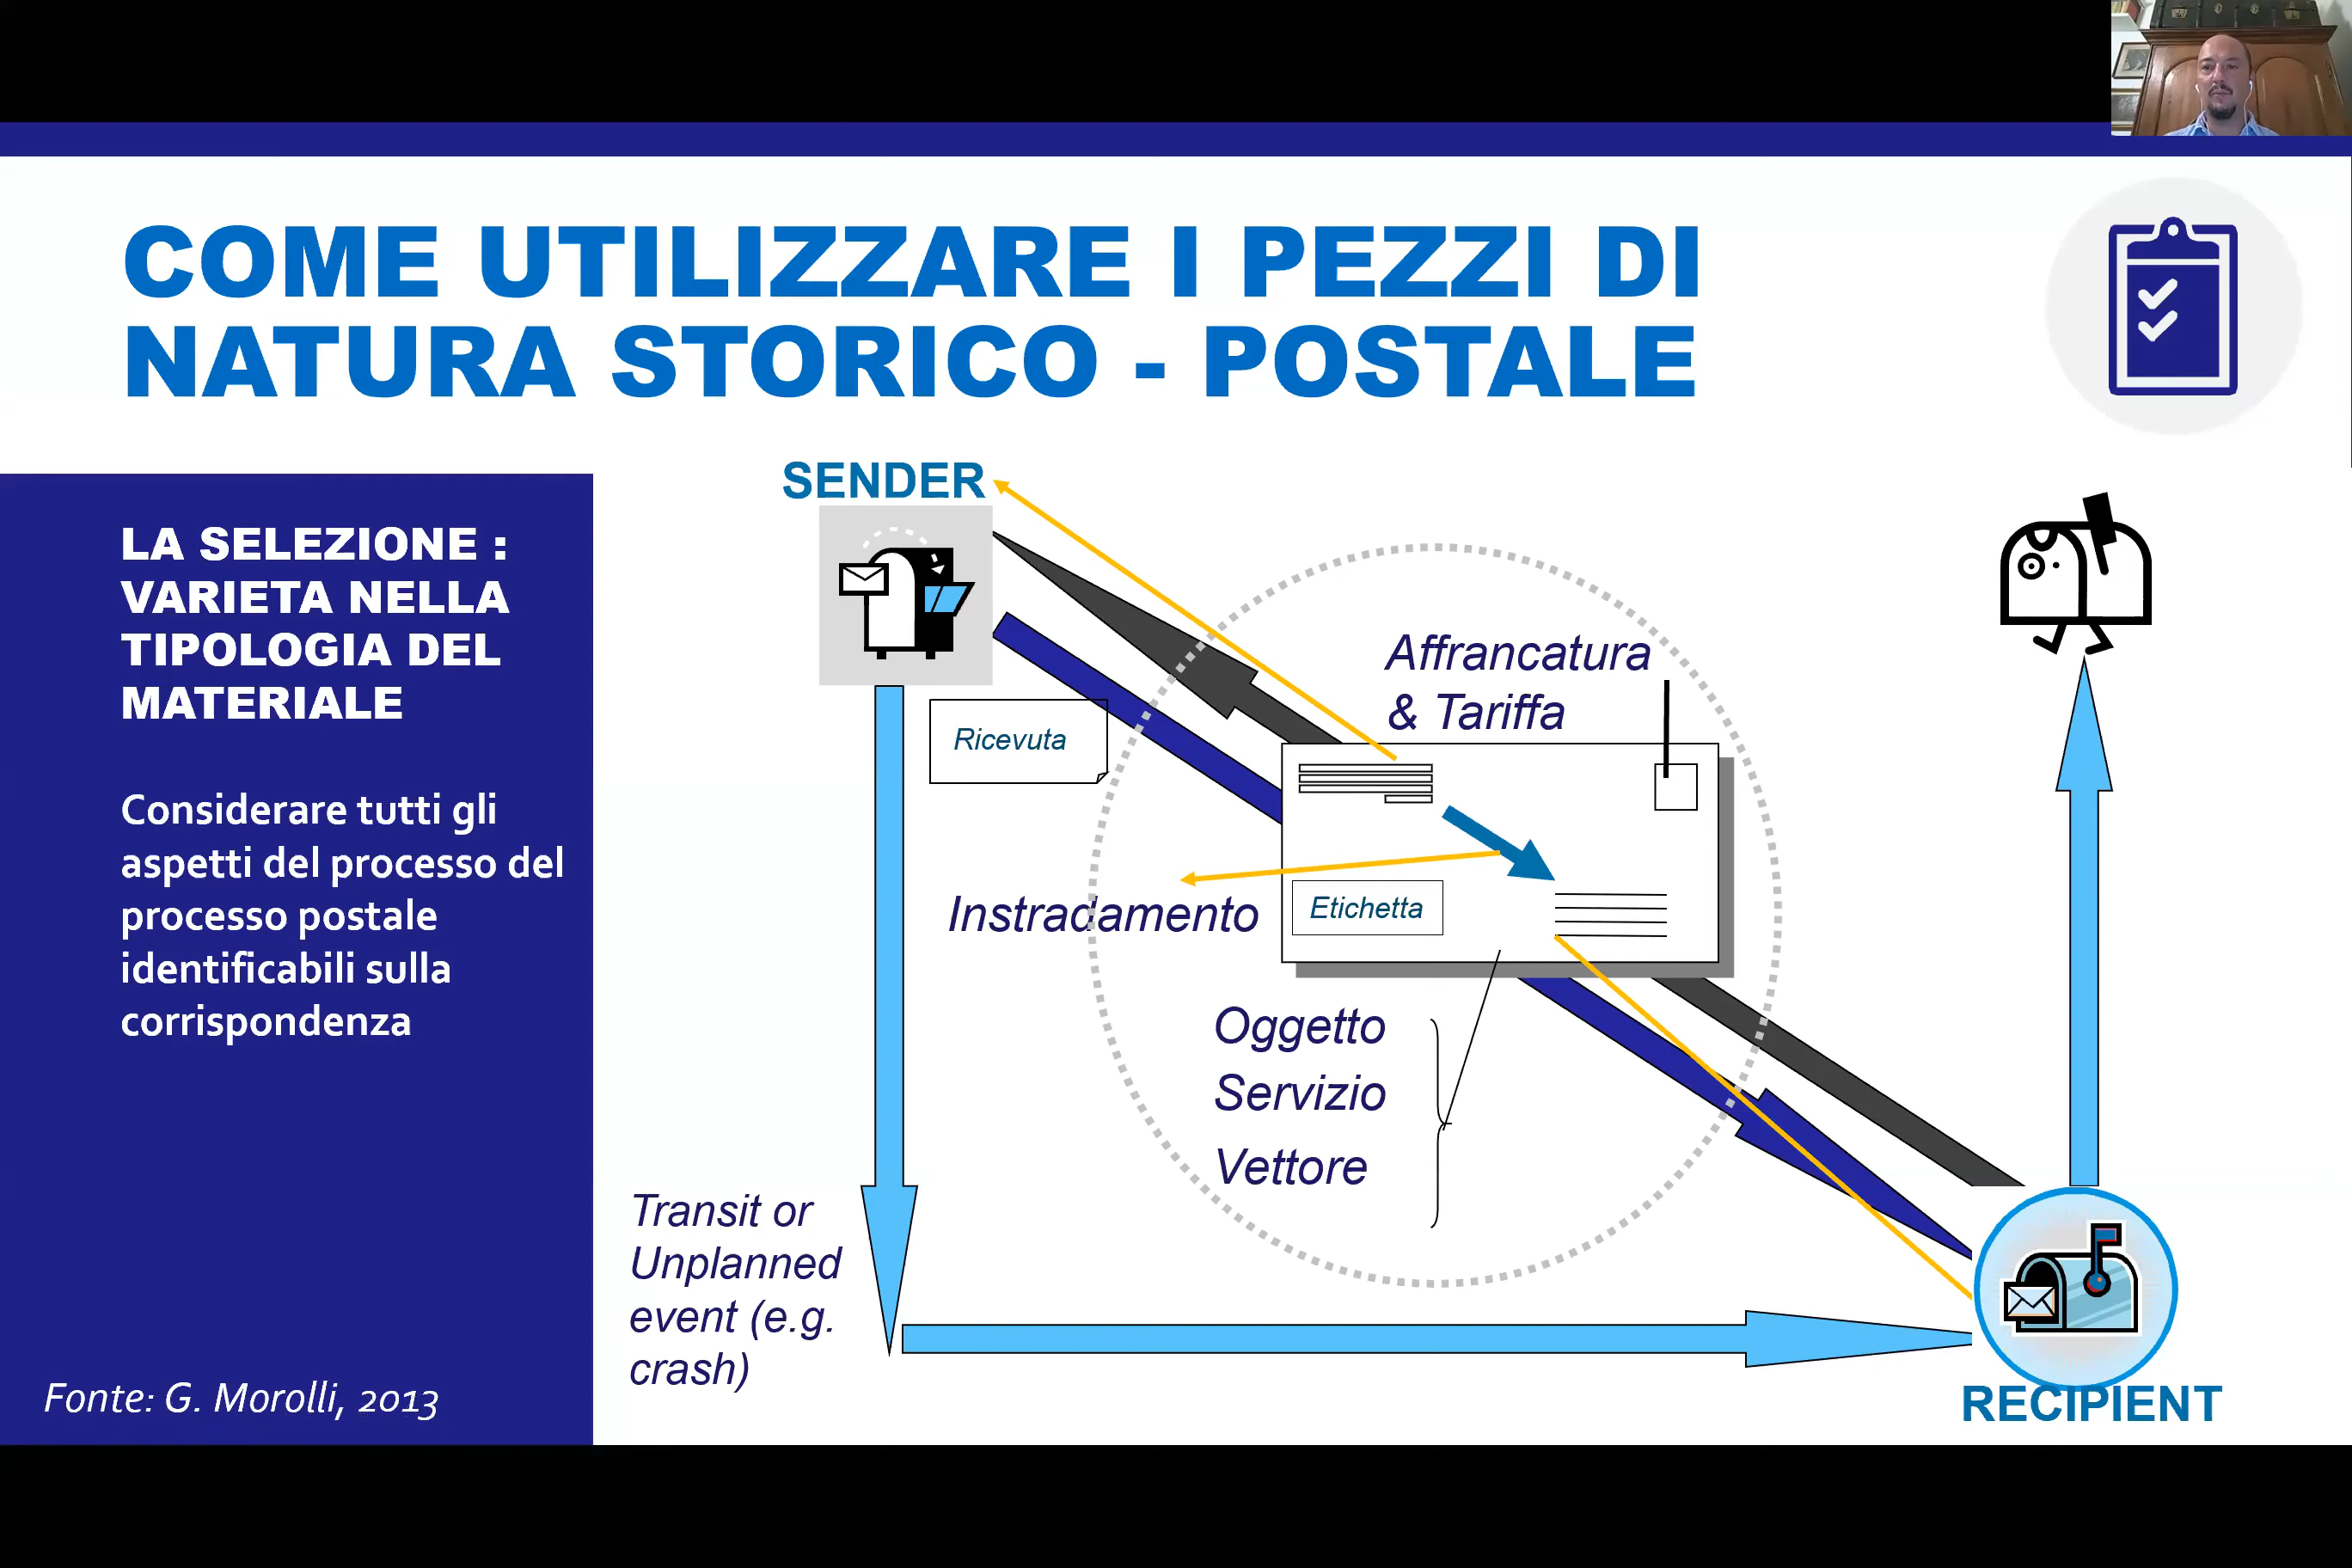 COME UTILIZZARE I PEZZI DI
NATURA STORICO - POSTALE
LA SELEZIONE :
VARIETA NELLA
TIPOLOGIA DEL
MATERIALE
Considerare tutti gli
aspetti del processo del
processo postale
identificabili sulla
corrispondenza
Fonte: G. Morolli, 2013
SENDER
Ricevuta
Affrancatura
& Tariffa
Instradamento
Etichetta
Oggetto
Servizio
Vettore
Transit or
Unplanned
event (e.g.
crash)
RECIPIENT